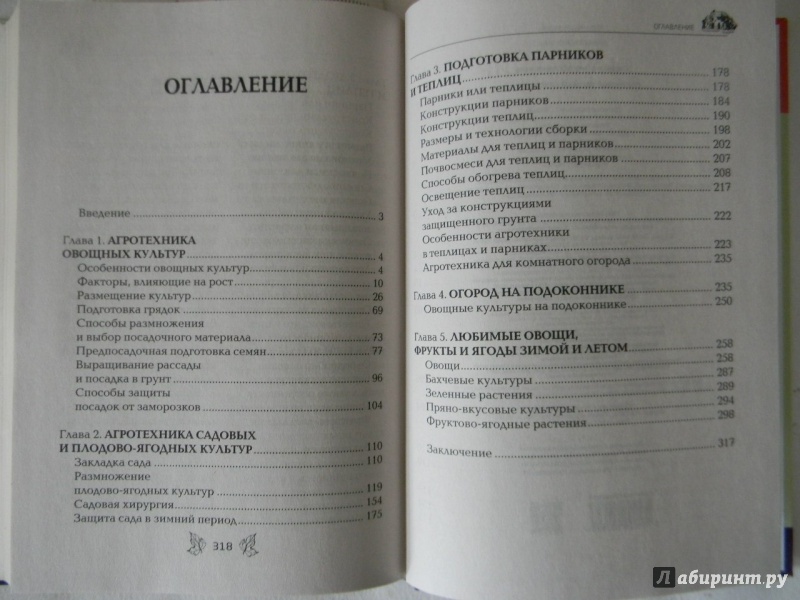 ОГЛАВЛЕНИЕ
Введение 3
Глава 1. АГРОТЕХНИКА
ОВОЩНЫХ КУЛЬТУР 4
Особенности овощных культур 4
Факторы, влияющие на рост 10
Размещение культур 26
Подготовка грядок 69
Способы размножения
и выбор посадочного материала 73
Предпосадочная подготовка семян 77
Выращивание рассады
и посадка в грунт 96
Способы защиты
посадок от заморозков 104
Глава 2. АГРОТЕХНИКА САДОВЫХ
И ПЛОДОВО-ЯГОДНЫХ КУЛЬТУР 110
Закладка сада 110
Размножение
плодово-ягодных культур 119
Садовая хирургия 154
Защита сада в зимний период 175
318
ОГЛАВЛЕНИЕ
Глава 3. ПОДГОТОВКА ПАРНИКОВ
И ТЕПЛИЦ 178
Парники или теплицы 178
Конструкции парников 184
Конструкции теплиц 190
Размеры и технологии сборки 198
Материалы для теплиц и парников 202
Почвосмеси для теплиц и парников 207
Способы обогрева теплиц 208
Освещение теплиц 217
Уход за конструкциями
защищенного грунта 222
Особенности агротехники
в теплицах и парниках 223
Агротехника для комнатного огорода 235
Глава 4. ОГОРОД НА ПОДОКОННИКЕ 235
Овощные культуры на подоконнике 250
Глава 5. ЛЮБИМЫЕ ОВОЩИ,
ФРУКТЫ И ЯГОДЫ ЗИМОЙ И ЛЕТОМ 258
Овощи 258
Бахчевые культуры 287
Зеленные растения 289
Пряно-вкусовые культуры 294
Фруктово-ягодные растения 298
Заключение 317
Лабиринт.ру